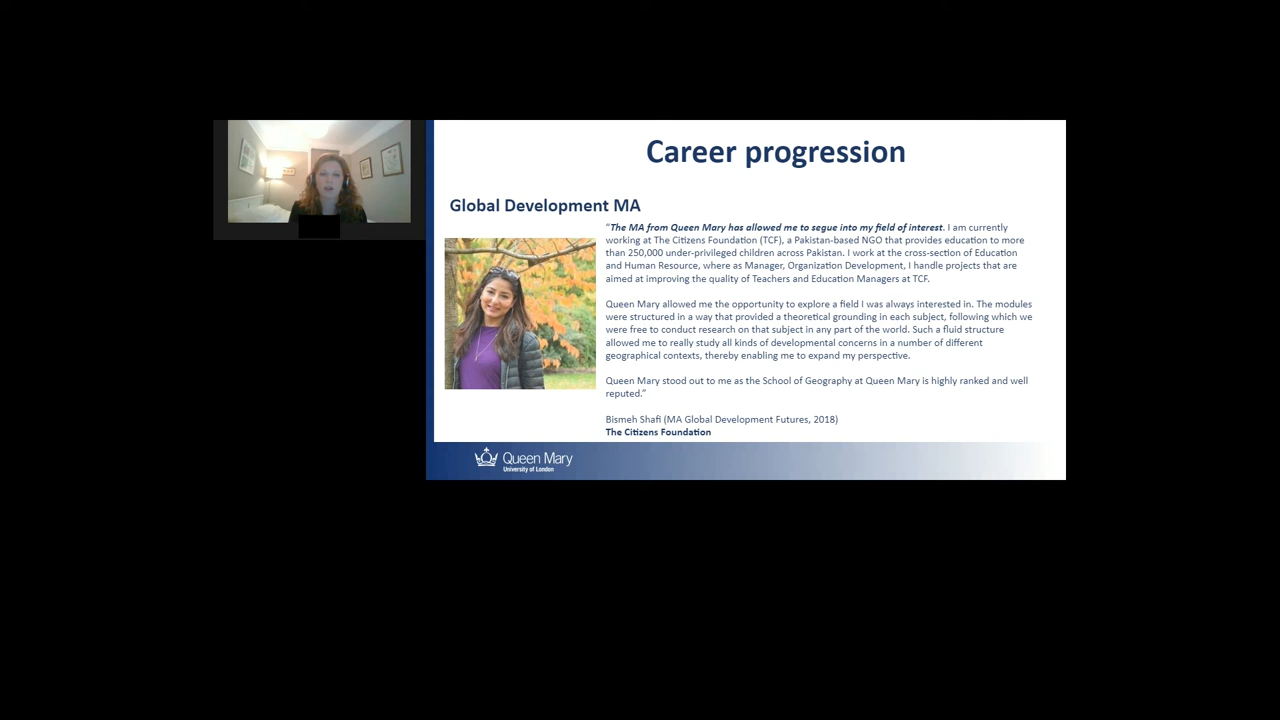 Career progression
Global Development MA
"The MA from Queen Mary has allowed me to segue into my field of interest. I am currently
working at The Citizens Foundation (TCF), a Pakistan-based NGO that provides education to more
than 250,000 under-privileged children across Pakistan. I work at the cross-section of Education
and Human Resource, where as Manager, Organization Development, I handle projects that are
aimed at improving the quality of Teachers and Education Managers at TCF.
Queen Mary allowed me the opportunity to explore a field I was always interested in. The modules
were structured in a way that provided a theoretical grounding in each subject, following which we
were free to conduct research on that subject in any part of the world. Such a fluid structure
allowed me to really study all kinds of developmental concerns in a number of different
geographical contexts, thereby enabling me to expand my perspective.
Queen Mary stood out to me as the School of Geography at Queen Mary is highly ranked and well
reputed."
Bismeh Shafi (MA Global Development Futures, 2018)
The Citizens Foundation
Queen Mary
University of London